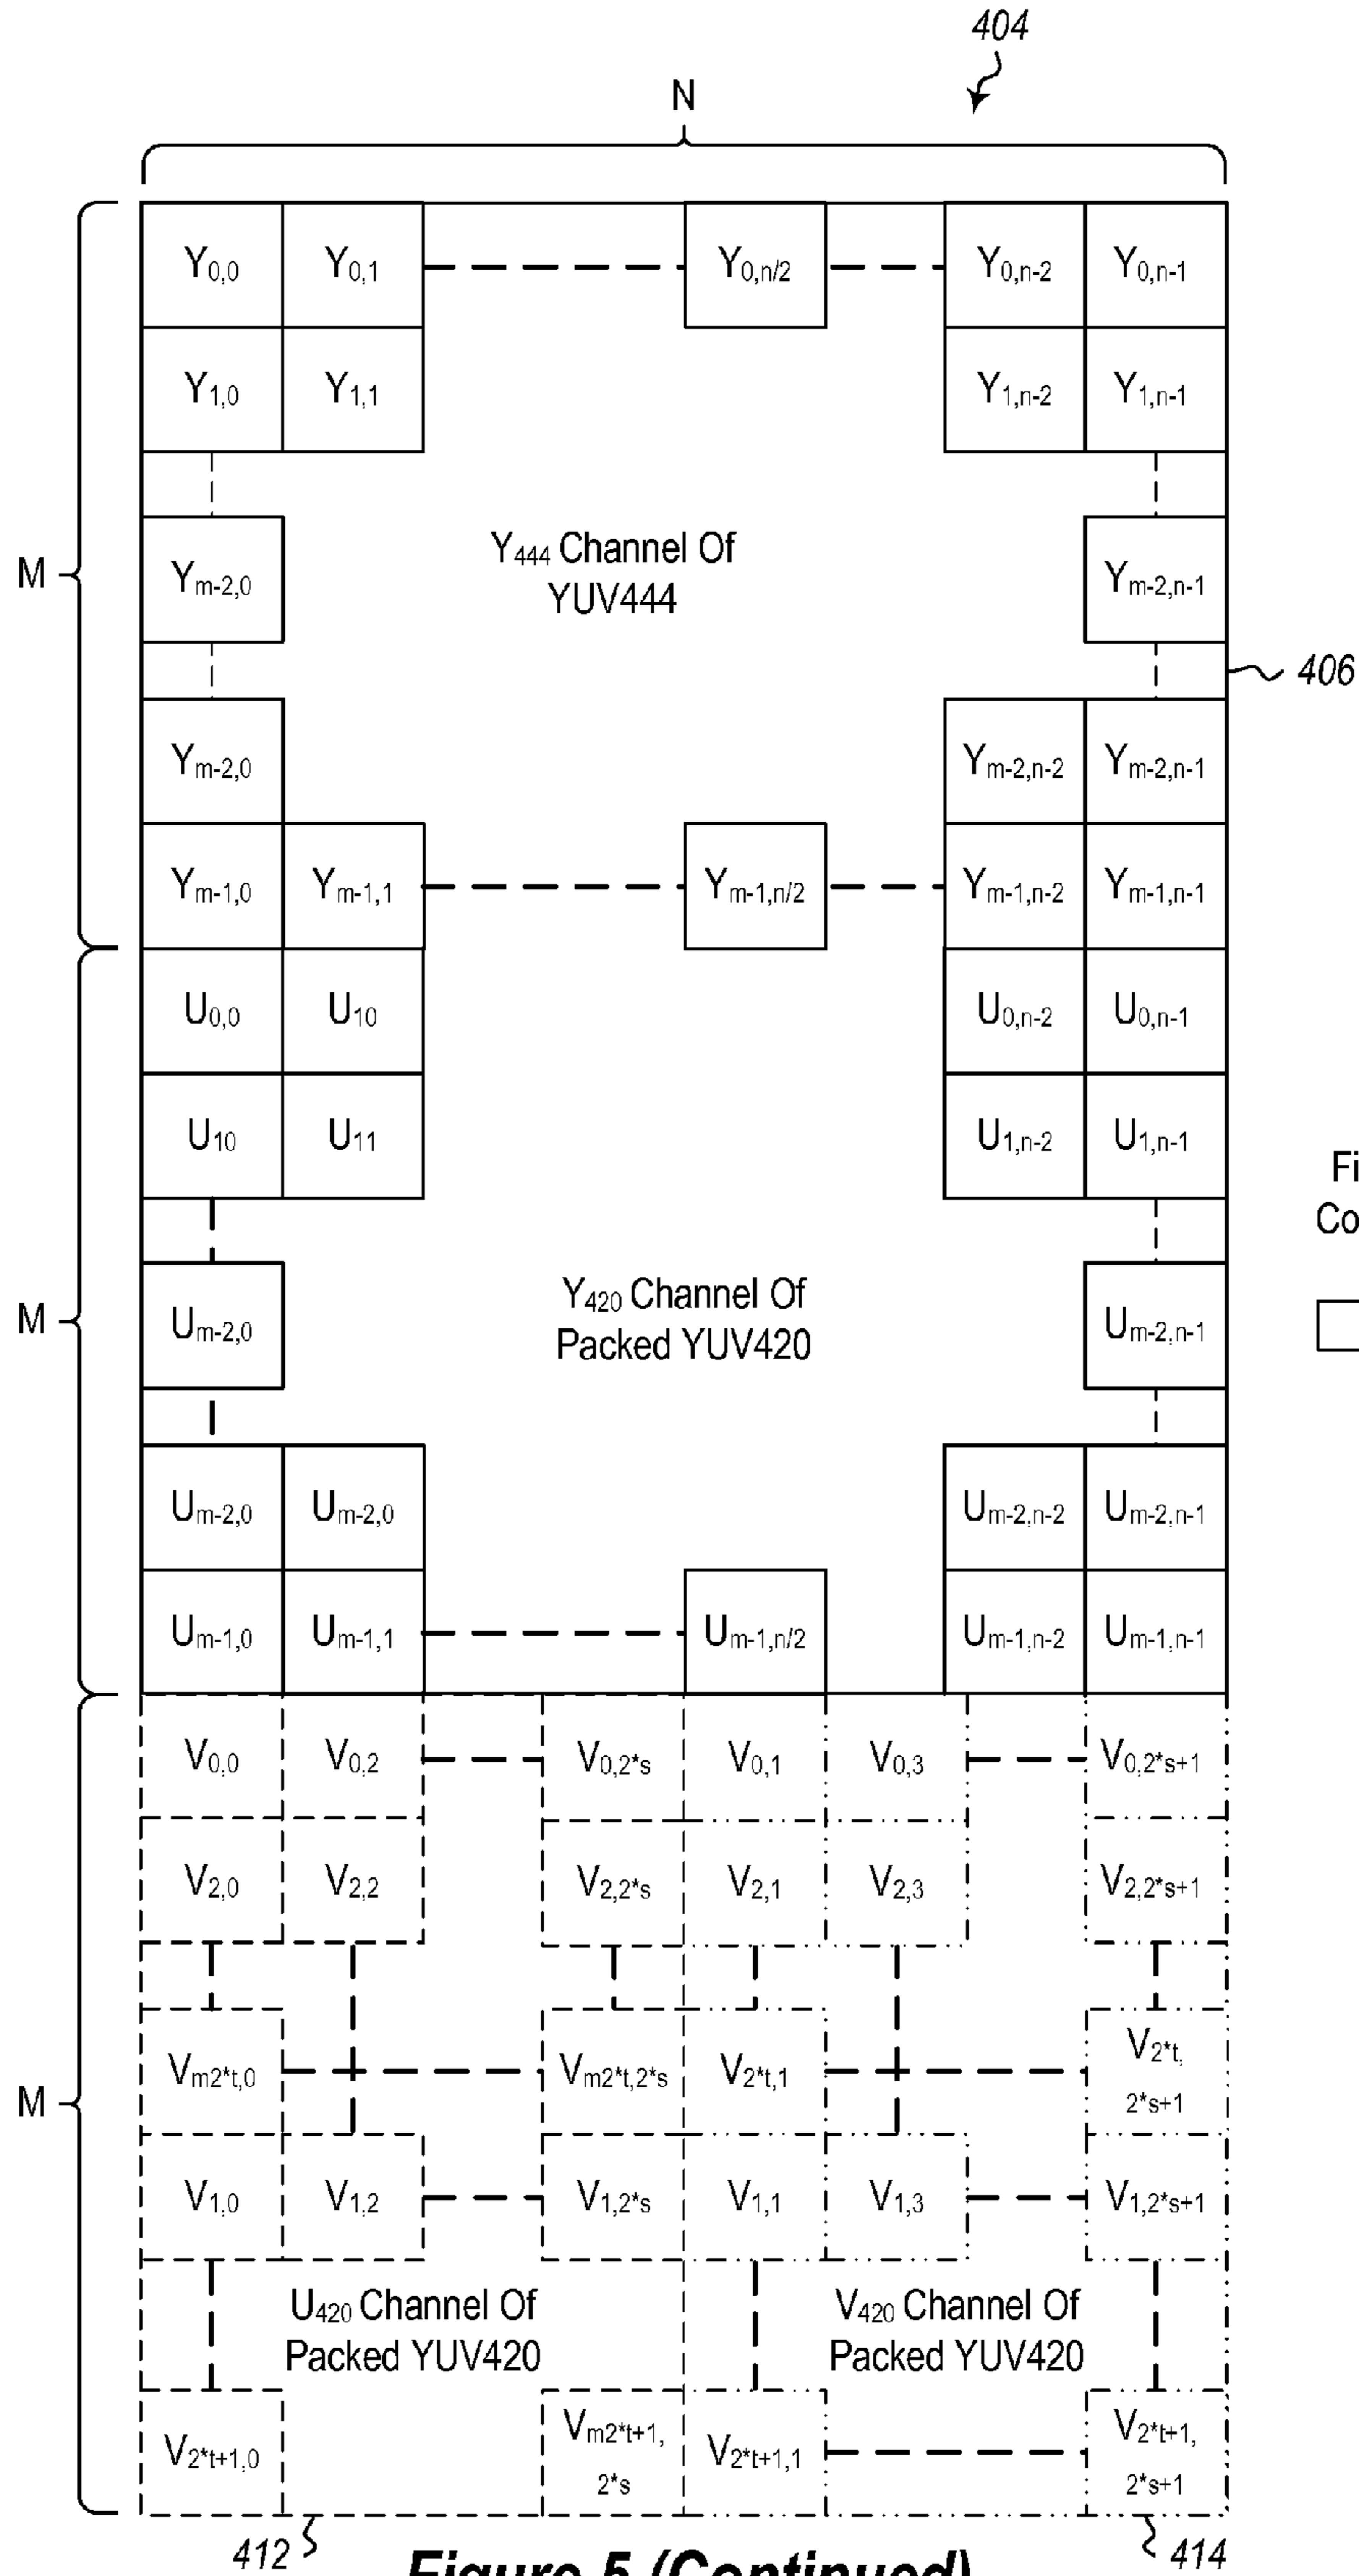 404
N
Y0,0 Y0,1 Y0,n/2 Y0,n-2 Y0,n-1
Y1,0 Y1,1 Y1,n-2 Y1,n-1
Y444 Channel Of
YUV444
M
Ym-2,0 Ym-2,n-1
406
Ym-2,0 Ym-2,n-2 Ym-2,n-1
Ym-1,0 Ym-1,1 Ym-1,n/2 Ym-1,n-2 Ym-1,n-1
U0,0 U10 U0,n-2 U0,n-1
U10 U11 U1,n-2 U1,n-1
Fi
Co
Y420 Channel Of
Packed YUV420
M
Um-2,0 Um-2,n-1
Um-2,0 Um-2,0 Um-2,n-2 Um-2,n-1
Um-1,0 Um-1,1 Um-1,n/2 Um-1,n-2 Um-1,n-1
V0,0 V0,2 V0,2*s V0,1 V0,3 V0,2*s+1
V2,0 V2,2 V2,2*s V2,1 V2,3 V2,2*s+1
M
Vm2*t,0 Vm2*t,2*s V2*t,1 V2*t, 2*s+1
V1,0 V1,2 V1,2*s V1,1 V1,3 V1,2*s+1
U420 Channel Of
Packed YUV420
V420 Channel Of
Packed YUV420
V2*t+1,0 Vm2*t+1, 2*s V2*t+1,1 V2*t+1, 2*s+1
412
414
Figure 5 (Continued)